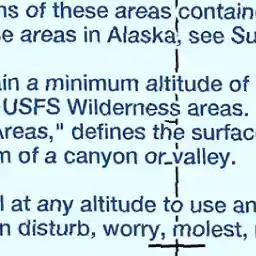 ns of these areas contain
e areas in Alaska, see Su
in a minimum altitude of
USFS Wilderness areas.
Areas," defines the surfac
m of a canyon or valley.
l at any altitude to use an
n disturb, worry, molest,